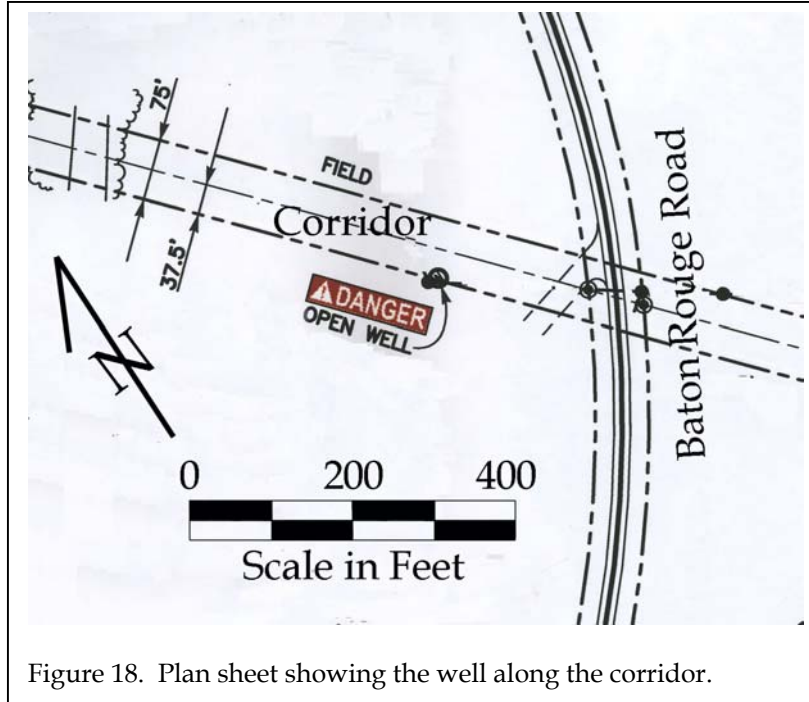 75'
FIELD
Corridor
37.5'
DANGER
OPEN WELL
N
Baton Rouge Road
0 200 400
Scale in Feet
Figure 18. Plan sheet showing the well along the corridor.